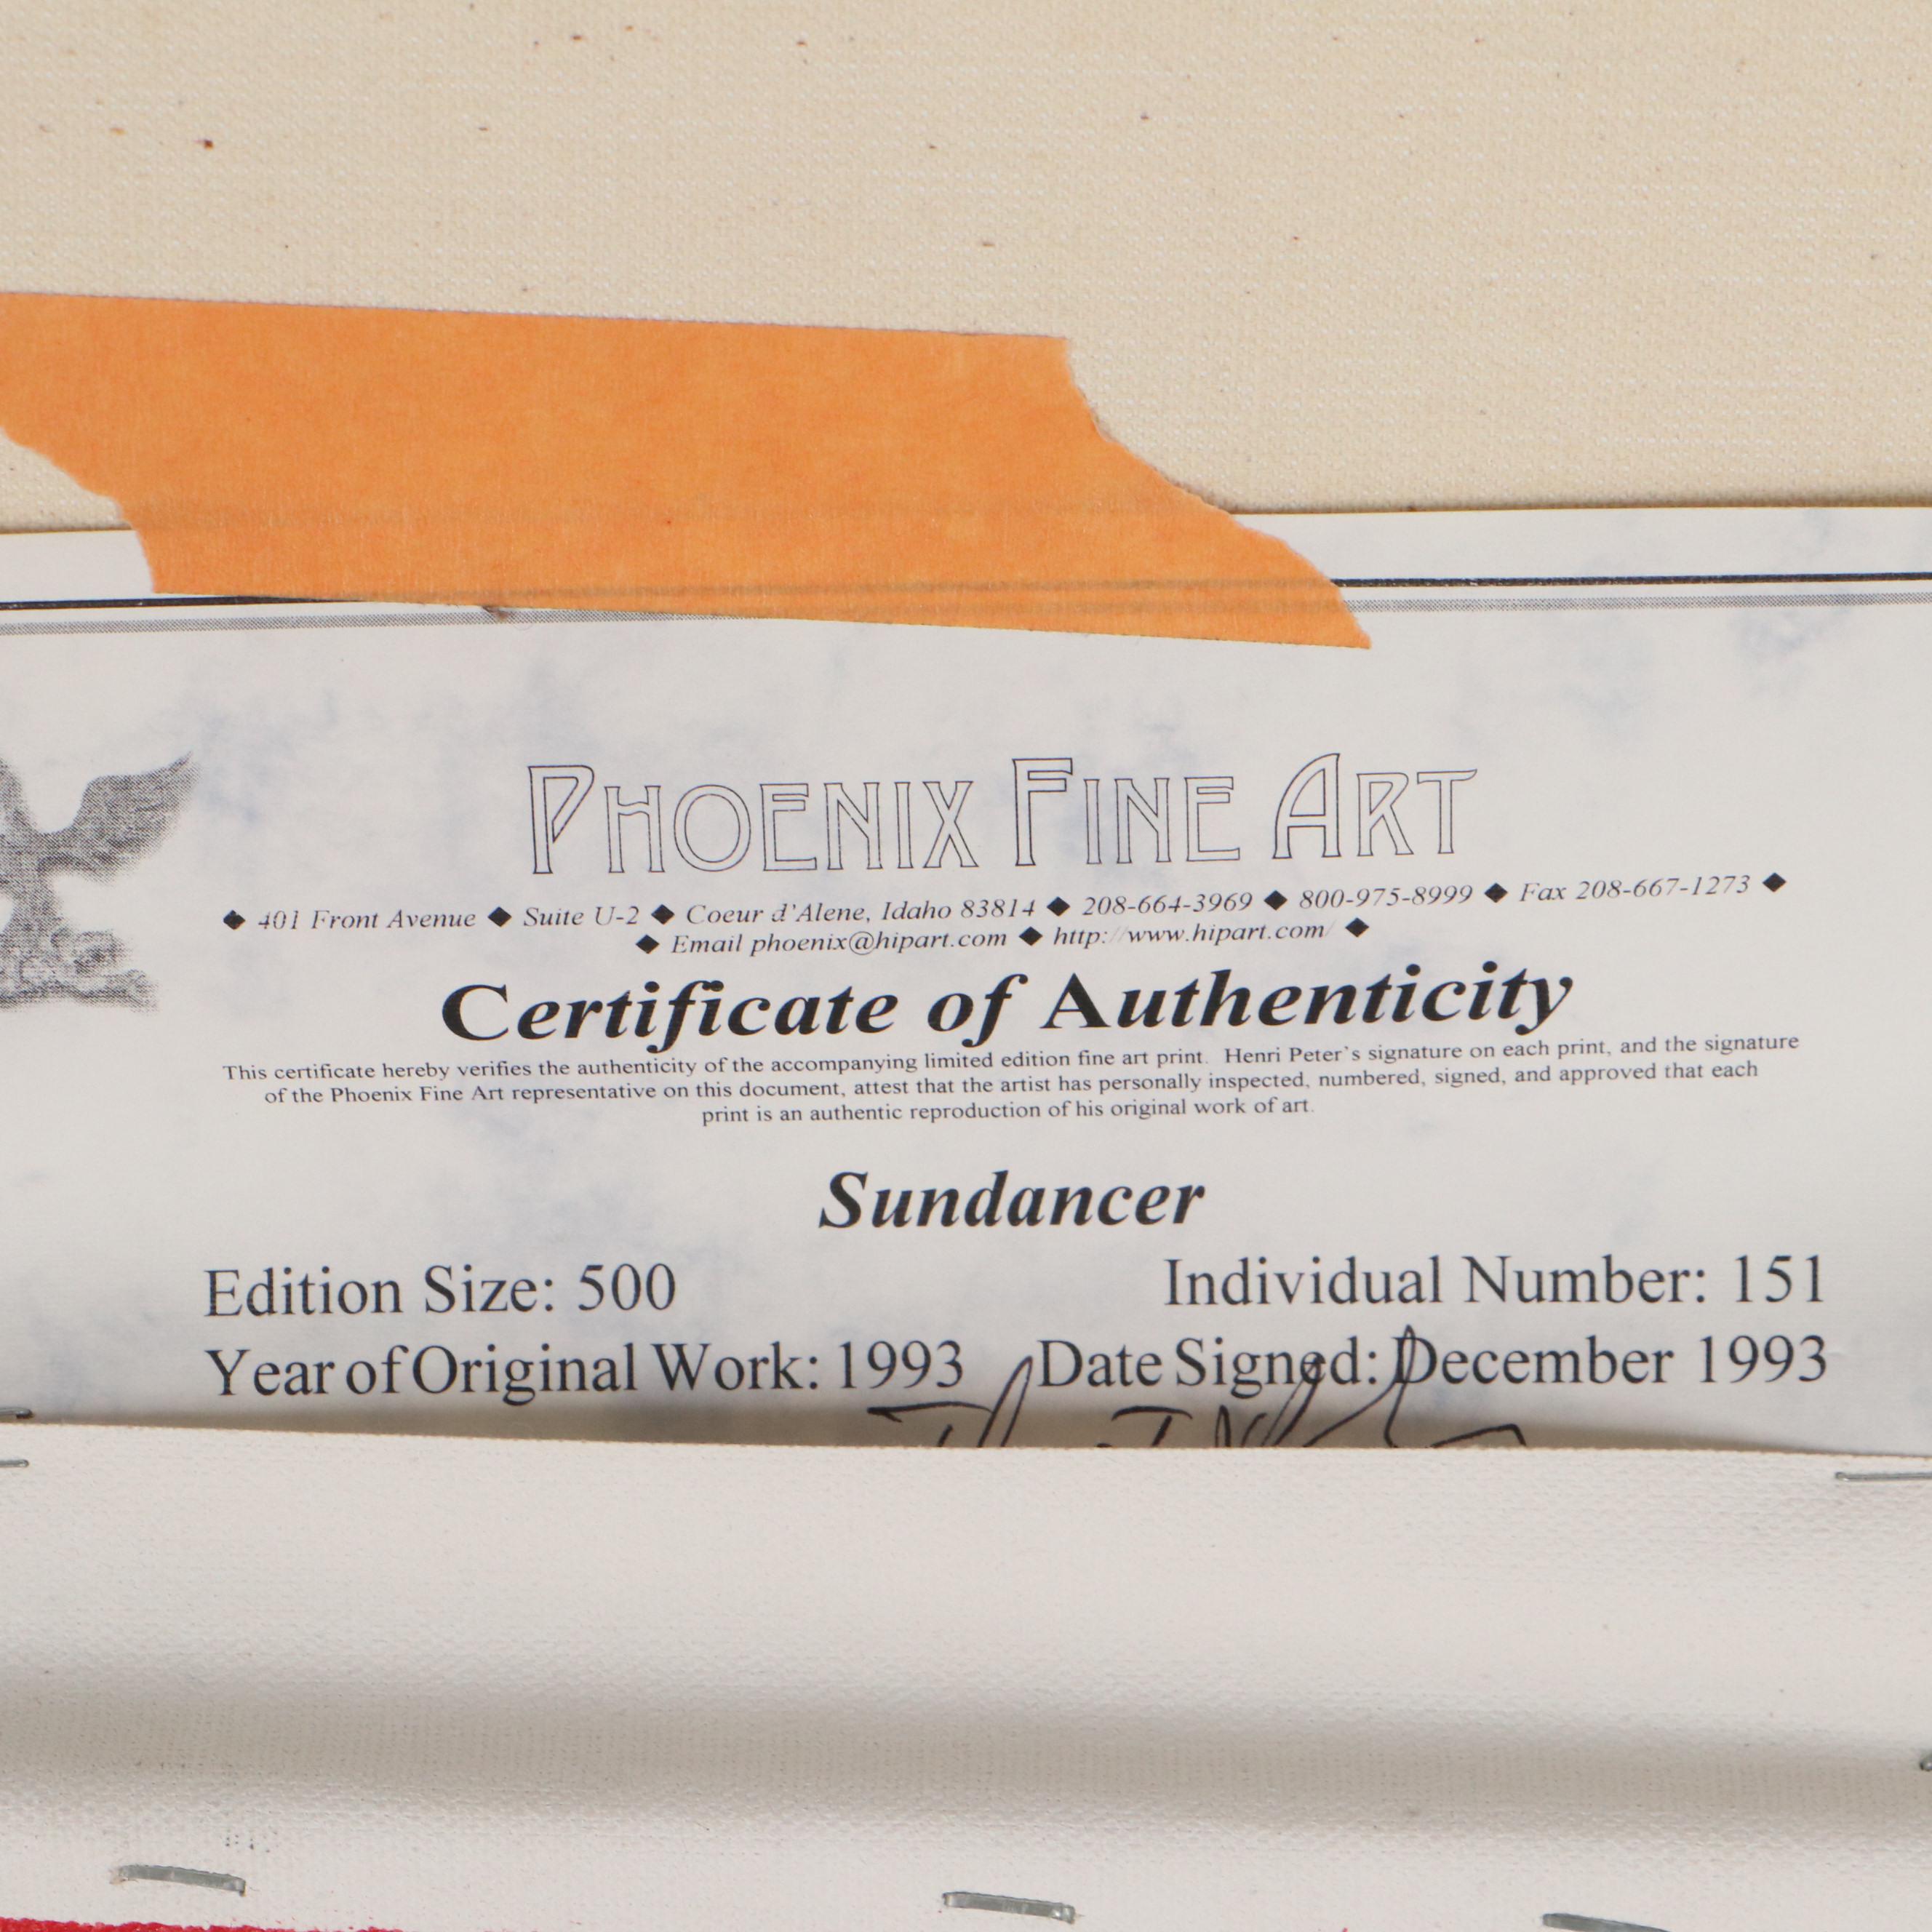 PHOENIX FINE ART
◆ 401 Front Avenue ◆ Suite U-2 ◆ Coeur d'Alene, Idaho 83814 ◆ 208-664-3969 ◆ 800-975-8999 ◆ Fax 208-667-1273 ◆
◆ Email phoenix@hipart.com ◆ http://www.hipart.com/ ◆
Certificate of Authenticity
This certificate hereby verifies the authenticity of the accompanying limited edition fine art print. Henri Peter's signature on each print, and the signature
of the Phoenix Fine Art representative on this document, attest that the artist has personally inspected, numbered, signed, and approved that each
print is an authentic reproduction of his original work of art.
Sundancer
Edition Size: 500 Individual Number: 151
Year of Original Work: 1993 Date Signed: December 1993